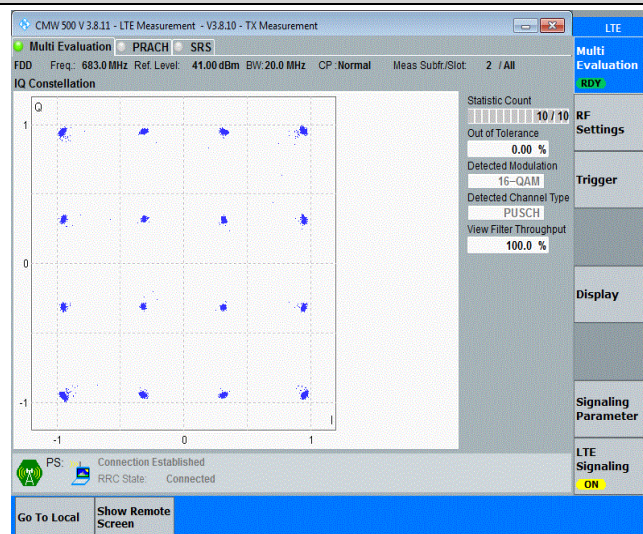 CMW 500 V 3.8.11 - LTE Measurement - V3.8.10 - TX Measurement
LTE
Multi Evaluation PRACH SRS
FDD Freq.: 683.0 MHz Ref. Level: 41.00 dBm BW: 20.0 MHz CP : Normal Meas Subfr./Slot: 2 / All
IQ Constellation
Q
1
0
-1
-1 0 1
I
Statistic Count
10 / 10
Out of Tolerance
0.00 %
Detected Modulation
16-QAM
Detected Channel Type
PUSCH
View Filter Throughput
100.0 %
Multi
Evaluation
RDY
RF
Settings
Trigger
Display
Signaling
Parameter
LTE
Signaling
ON
PS: Connection Established
RRC State: Connected
Go To Local
Show Remote
Screen